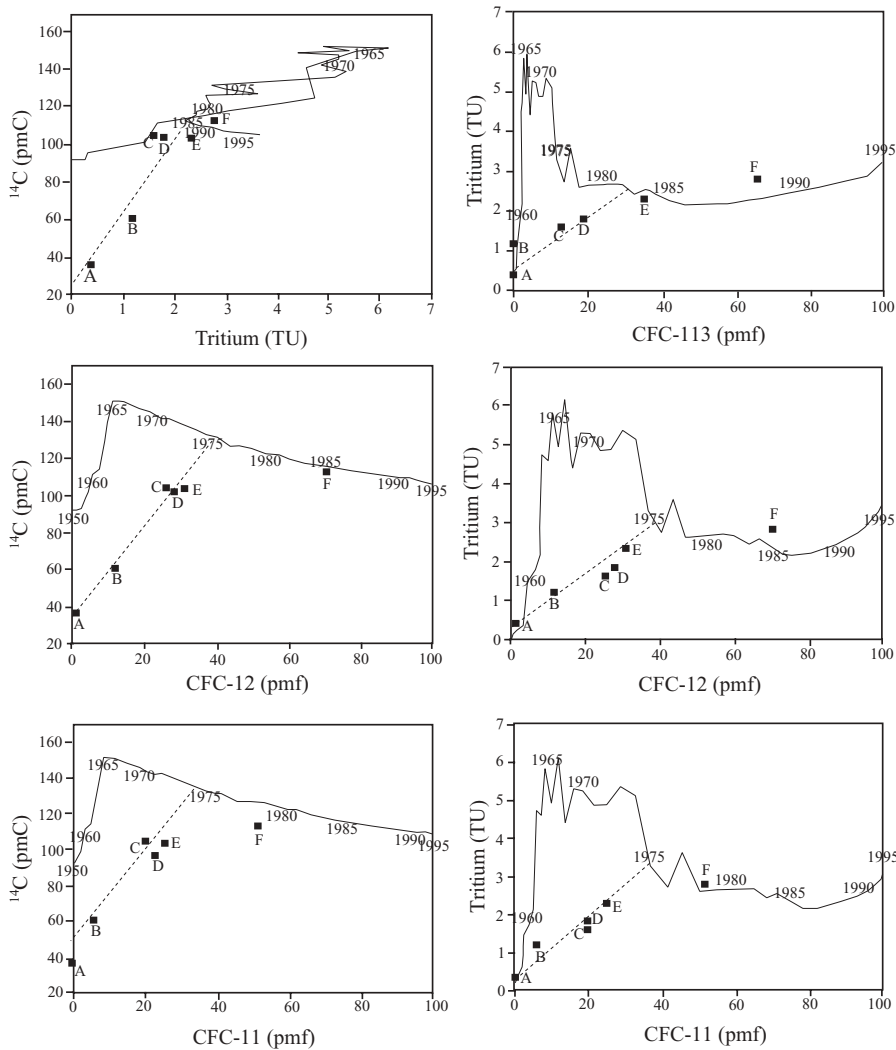 160
140
120
100
80
60
40
20
¹⁴C (pmC)
0 1 2 3 4 5 6 7
Tritium (TU)
1965
1970
1975
1980
1985
1990
1995
A
B
C
D
E
F
7
6
5
4
3
2
1
0
Tritium (TU)
0 20 40 60 80 100
CFC-113 (pmf)
1965
1970
1975
1980
1985
1990
1995
1960
A
B
C
D
E
F
160
140
120
100
80
60
40
20
¹⁴C (pmC)
0 20 40 60 80 100
CFC-12 (pmf)
1950
1960
1965
1970
1975
1980
1985
1990
1995
A
B
C
D
E
F
7
6
5
4
3
2
1
0
Tritium (TU)
0 20 40 60 80 100
CFC-12 (pmf)
1960
1965
1970
1975
1980
1985
1990
1995
A
B
C
D
E
F
160
140
120
100
80
60
40
20
¹⁴C (pmC)
0 20 40 60 80 100
CFC-11 (pmf)
1950
1960
1965
1970
1975
1980
1985
1990
1995
A
B
C
D
E
F
7
6
5
4
3
2
1
0
Tritium (TU)
0 20 40 60 80 100
CFC-11 (pmf)
1960
1965
1970
1975
1980
1985
1990
1995
A
B
C
D
E
F